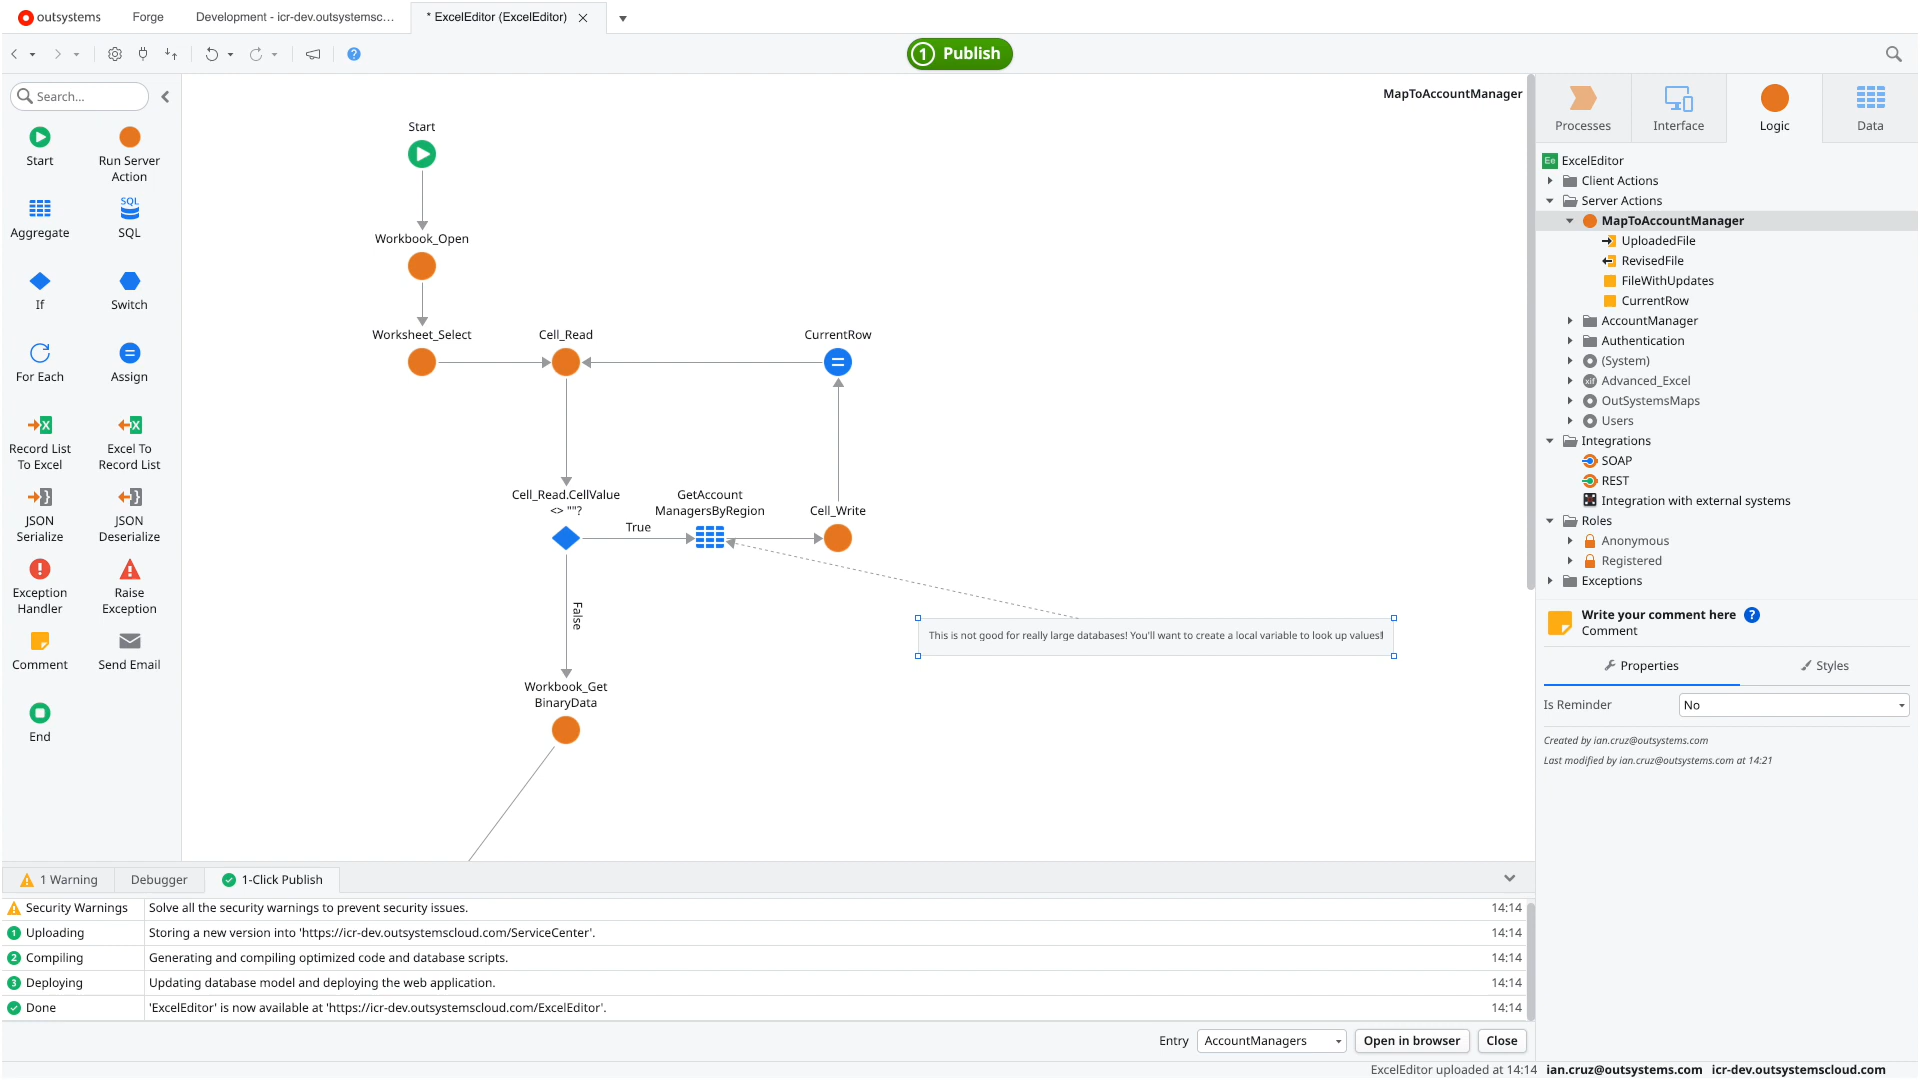 outsystems
Forge
Development - icr-dev.outsystemsc...
* ExcelEditor (ExcelEditor)
1 Publish
Search...
Start
Run Server
Action
Aggregate
SQL
SQL
If
Switch
For Each
Assign
Record List
To Excel
Excel To
Record List
JSON
Serialize
JSON
Deserialize
Exception
Handler
Raise
Exception
Comment
Send Email
End
MapToAccountManager
Start
Workbook_Open
Worksheet_Select
Cell_Read
CurrentRow
Cell_Read.CellValue
<> ""?
GetAccount
ManagersByRegion
Cell_Write
True
False
This is not good for really large databases! You'll want to create a local variable to look up values!
Workbook_Get
BinaryData
Processes
Interface
Logic
Data
Ee ExcelEditor
Client Actions
Server Actions
MapToAccountManager
UploadedFile
RevisedFile
FileWithUpdates
CurrentRow
AccountManager
Authentication
(System)
xif Advanced_Excel
OutSystemsMaps
Users
Integrations
SOAP
REST
Integration with external systems
Roles
Anonymous
Registered
Exceptions
Write your comment here ?
Comment
Properties
Styles
Is Reminder
No
Created by ian.cruz@outsystems.com
Last modified by ian.cruz@outsystems.com at 14:21
1 Warning
Debugger
1-Click Publish
Security Warnings Solve all the security warnings to prevent security issues. 14:14
1 Uploading Storing a new version into 'https://icr-dev.outsystemscloud.com/ServiceCenter'. 14:14
2 Compiling Generating and compiling optimized code and database scripts. 14:14
3 Deploying Updating database model and deploying the web application. 14:14
Done 'ExcelEditor' is now available at 'https://icr-dev.outsystemscloud.com/ExcelEditor'. 14:14
Entry AccountManagers Open in browser Close
ExcelEditor uploaded at 14:14 ian.cruz@outsystems.com icr-dev.outsystemscloud.com